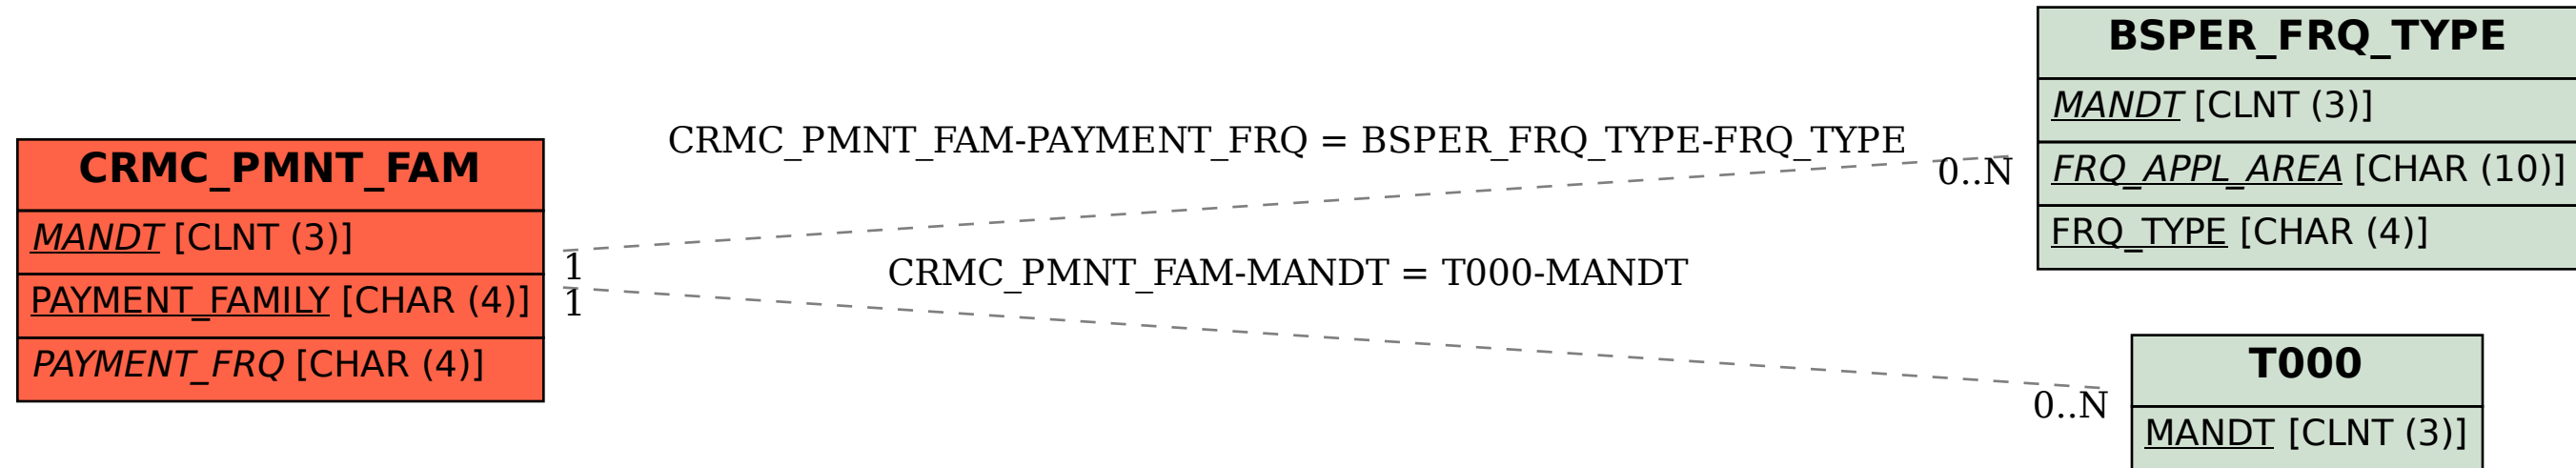 CRMC_PMNT_FAM
MANDT [CLNT (3)]
PAYMENT_FAMILY [CHAR (4)]
PAYMENT_FRQ [CHAR (4)]
CRMC_PMNT_FAM-PAYMENT_FRQ = BSPER_FRQ_TYPE-FRQ_TYPE
1
0..N
CRMC_PMNT_FAM-MANDT = T000-MANDT
1
0..N
BSPER_FRQ_TYPE
MANDT [CLNT (3)]
FRQ_APPL_AREA [CHAR (10)]
FRQ_TYPE [CHAR (4)]
T000
MANDT [CLNT (3)]